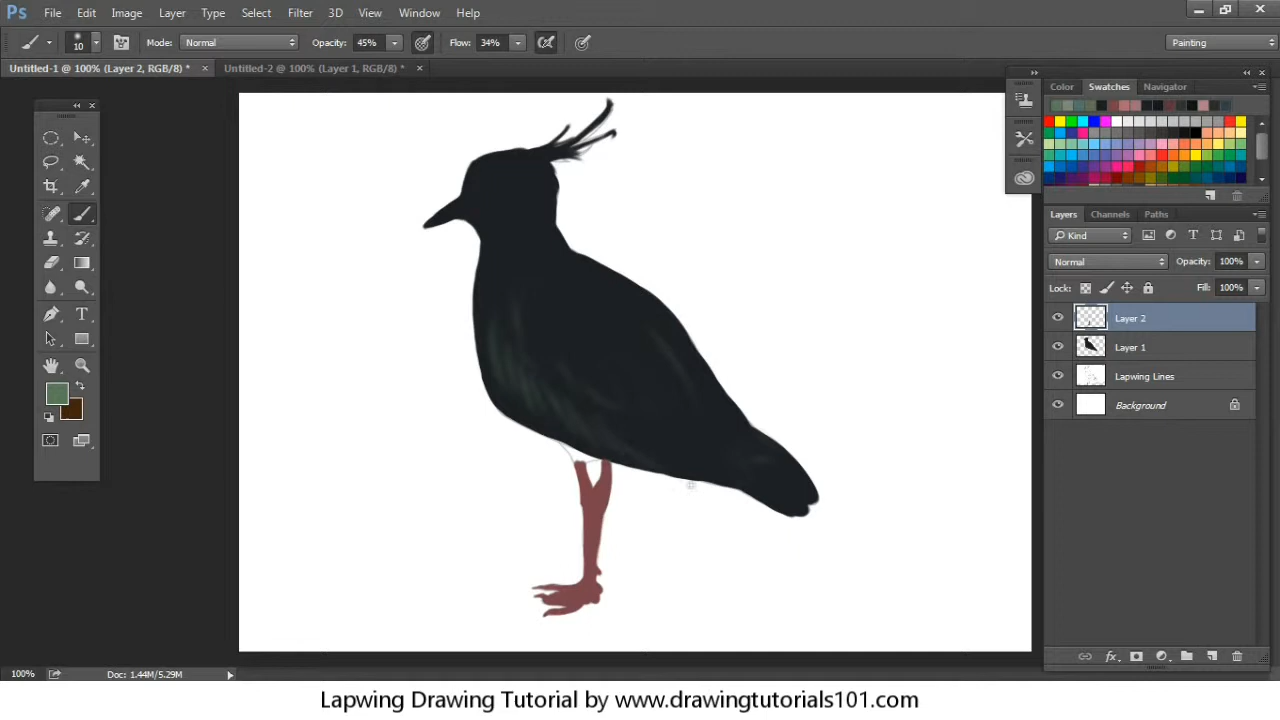 Ps File Edit Image Layer Type Select Filter 3D View Window Help
10 Mode: Normal Opacity: 45% Flow: 34% Painting
Untitled-1 @ 100% (Layer 2, RGB/8) * × Untitled-2 @ 100% (Layer 1, RGB/8) * ×
Color Swatches Navigator
Layers Channels Paths
Kind
Normal Opacity: 100%
Lock: Fill: 100%
Layer 2
Layer 1
Lapwing Lines
Background
100% Doc: 1.44M/5.29M
Lapwing Drawing Tutorial by www.drawingtutorials101.com